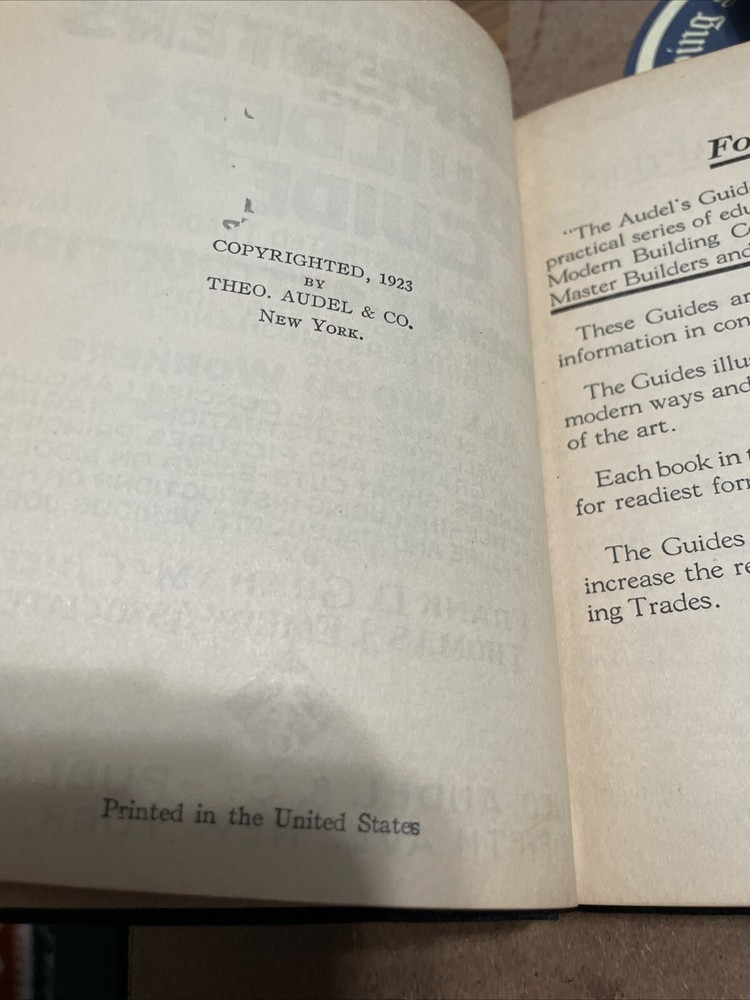 COPYRIGHTED, 1923
BY
THEO. AUDEL & CO.
NEW YORK.
Printed in the United States
Fo
"The Audel's Guid
practical series of edu
Modern Building C
Master Builders and
These Guides ar
information in con
The Guides illu
modern ways and
of the art.
Each book in t
for readiest forr
The Guides
increase the re
ing Trades.
ing